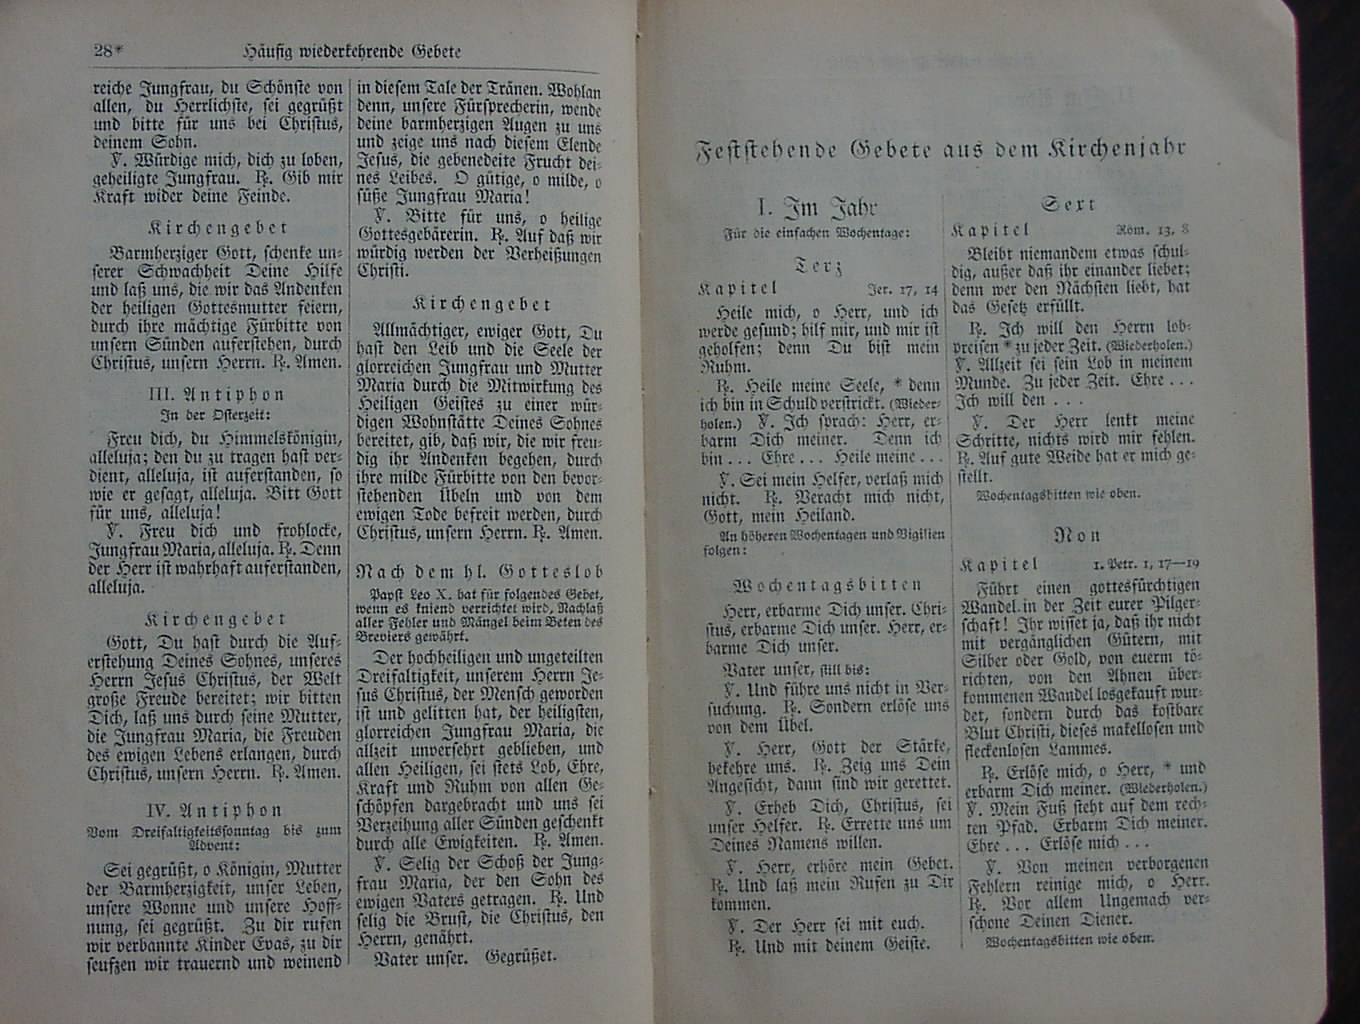 28* Häufig wiederkehrende Gebete
reiche Jungfrau, du Schönste von
allen, du Herrlichste, sei gegrüßt
und bitte für uns bei Christus,
deinem Sohn.
℣. Würdige mich, dich zu loben,
geheiligte Jungfrau. ℟. Gib mir
Kraft wider deine Feinde.
Kirchengebet
Barmherziger Gott, schenke un-
serer Schwachheit Deine Hilfe
und laß uns, die wir das Andenken
der heiligen Gottesmutter feiern,
durch ihre mächtige Fürbitte von
unsern Sünden auferstehen, durch
Christus, unsern Herrn. ℟. Amen.
III. Antiphon
In der Osterzeit:
Freu dich, du Himmelskönigin,
alleluja; den du zu tragen hast ver-
dient, alleluja, ist auferstanden, so
wie er gesagt, alleluja. Bitt Gott
für uns, alleluja!
℣. Freu dich und frohlocke,
Jungfrau Maria, alleluja. ℟. Denn
der Herr ist wahrhaft auferstanden,
alleluja.
Kirchengebet
Gott, Du hast durch die Auf-
erstehung Deines Sohnes, unseres
Herrn Jesus Christus, der Welt
große Freude bereitet; wir bitten
Dich, laß uns durch seine Mutter,
die Jungfrau Maria, die Freuden
des ewigen Lebens erlangen, durch
Christus, unsern Herrn. ℟. Amen.
IV. Antiphon
Vom Dreifaltigkeitssonntag bis zum
Advent:
Sei gegrüßt, o Königin, Mutter
der Barmherzigkeit, unser Leben,
unsere Wonne und unsere Hoff-
nung, sei gegrüßt. Zu dir rufen
wir verbannte Kinder Evas, zu dir
seufzen wir trauernd und weinend
in diesem Tale der Tränen. Wohlan
denn, unsere Fürsprecherin, wende
deine barmherzigen Augen zu uns
und zeige uns nach diesem Elende
Jesus, die gebenedeite Frucht dei-
nes Leibes. O gütige, o milde, o
süße Jungfrau Maria!
℣. Bitte für uns, o heilige
Gottesgebärerin. ℟. Auf daß wir
würdig werden der Verheißungen
Christi.
Kirchengebet
Allmächtiger, ewiger Gott, Du
hast den Leib und die Seele der
glorreichen Jungfrau und Mutter
Maria durch die Mitwirkung des
Heiligen Geistes zu einer wür-
digen Wohnstätte Deines Sohnes
bereitet, gib, daß wir, die wir freu-
dig ihr Andenken begehen, durch
ihre milde Fürbitte von den bevor-
stehenden Übeln und von dem
ewigen Tode befreit werden, durch
Christus, unsern Herrn. ℟. Amen.
Nach dem hl. Gotteslob
Papst Leo X. hat für folgendes Gebet,
wenn es kniend verrichtet wird, Nachlaß
aller Fehler und Mängel beim Beten des
Breviers gewährt.
Der hochheiligen und ungeteilten
Dreifaltigkeit, unserem Herrn Je-
sus Christus, der Mensch geworden
ist und gelitten hat, der heiligsten,
glorreichen Jungfrau Maria, die
allzeit unversehrt geblieben, und
allen Heiligen, sei stets Lob, Ehre,
Kraft und Ruhm von allen Ge-
schöpfen dargebracht und uns sei
Verzeihung aller Sünden geschenkt
durch alle Ewigkeiten. ℟. Amen.
℣. Selig der Schoß der Jung-
frau Maria, der den Sohn des
ewigen Vaters getragen. ℟. Und
selig die Brust, die Christus, den
Herrn, genährt.
Vater unser. Gegrüßet.
Feststehende Gebete aus dem Kirchenjahr
I. Im Jahr
Für die einfachen Wochentage:
Terz
Kapitel Jer. 17, 14
Heile mich, o Herr, und ich
werde gesund; hilf mir, und mir ist
geholfen; denn Du bist mein
Ruhm.
℟. Heile meine Seele, * denn
ich bin in Schuld verstrickt. (Wieder-
holen.) ℣. Ich sprach: Herr, er-
barm Dich meiner. Denn ich
bin ... Ehre ... Heile meine ...
℣. Sei mein Helfer, verlaß mich
nicht. ℟. Veracht mich nicht,
Gott, mein Heiland.
An höheren Wochentagen und Vigilien
folgen:
Wochentagsbitten
Herr, erbarme Dich unser. Chri-
stus, erbarme Dich unser. Herr, er-
barme Dich unser.
Vater unser, still bis:
℣. Und führe uns nicht in Ver-
suchung. ℟. Sondern erlöse uns
von dem Übel.
℣. Herr, Gott der Stärke,
bekehre uns. ℟. Zeig uns Dein
Angesicht, dann sind wir gerettet.
℣. Erheb Dich, Christus, sei
unser Helfer. ℟. Errette uns um
Deines Namens willen.
℣. Herr, erhöre mein Gebet.
℟. Und laß mein Rufen zu Dir
kommen.
℣. Der Herr sei mit euch.
℟. Und mit deinem Geiste.
Sext
Kapitel Röm. 13, 8
Bleibt niemandem etwas schul-
dig, außer daß ihr einander liebet;
denn wer den Nächsten liebt, hat
das Gesetz erfüllt.
℟. Ich will den Herrn lob-
preisen * zu jeder Zeit. (Wiederholen.)
℣. Allzeit sei sein Lob in meinem
Munde. Zu jeder Zeit. Ehre ...
Ich will den ...
℣. Der Herr lenkt meine
Schritte, nichts wird mir fehlen.
℟. Auf gute Weide hat er mich ge-
stellt.
Wochentagsbitten wie oben.
Non
Kapitel 1. Petr. 1, 17—19
Führt einen gottesfürchtigen
Wandel in der Zeit eurer Pilger-
schaft! Ihr wisset ja, daß ihr nicht
mit vergänglichen Gütern, mit
Silber oder Gold, von euerm tö-
richten, von den Ahnen über-
kommenen Wandel losgekauft wur-
det, sondern durch das kostbare
Blut Christi, dieses makellosen und
fleckenlosen Lammes.
℟. Erlöse mich, o Herr, * und
erbarm Dich meiner. (Wiederholen.)
℣. Mein Fuß steht auf dem rech-
ten Pfad. Erbarm Dich meiner.
Ehre ... Erlöse mich ...
℣. Von meinen verborgenen
Fehlern reinige mich, o Herr.
℟. Vor allem Ungemach ver-
schone Deinen Diener.
Wochentagsbitten wie oben.